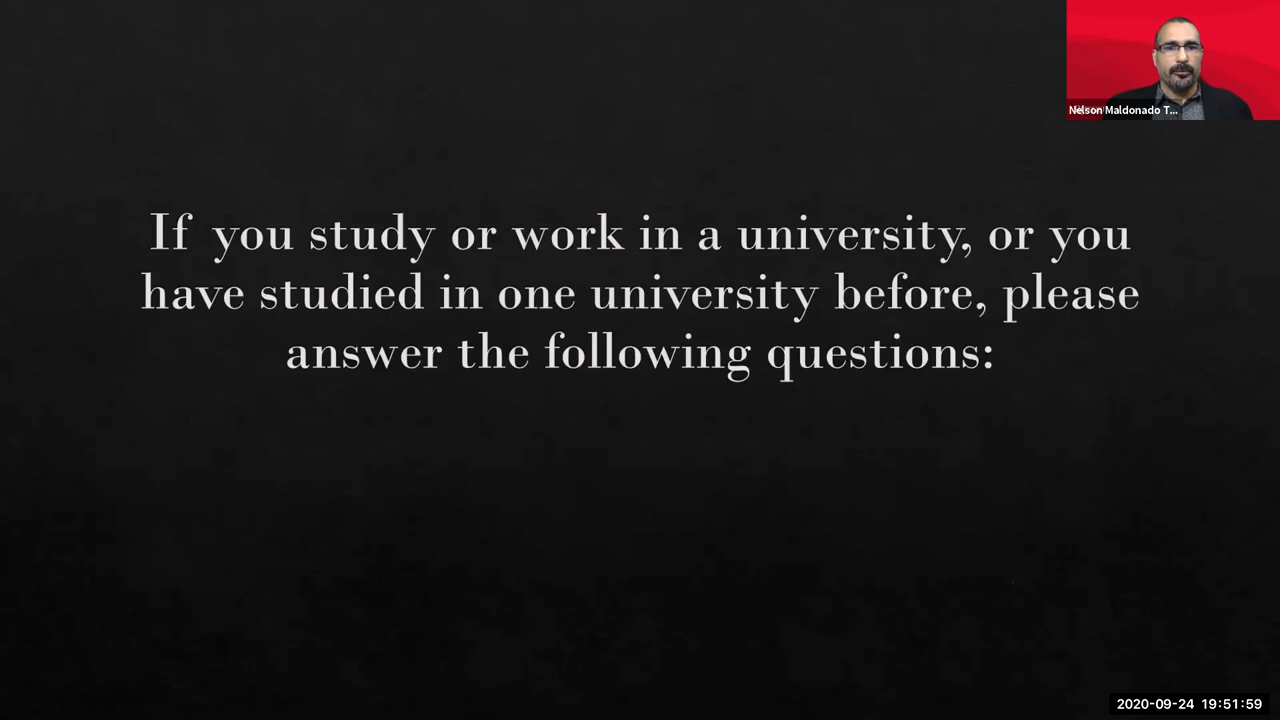 Nelson Maldonado T...
If you study or work in a university, or you
have studied in one university before, please
answer the following questions:
2020-09-24 19:51:59